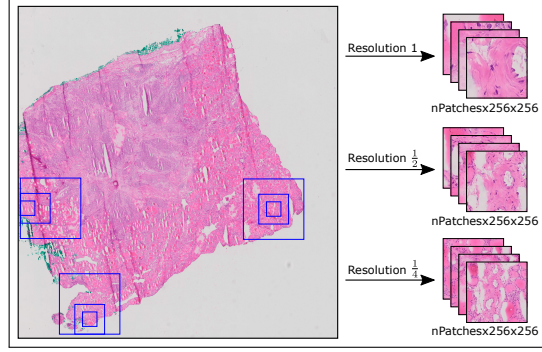 Resolution 1
nPatchesx256x256
Resolution 1/2
nPatchesx256x256
Resolution 1/4
nPatchesx256x256